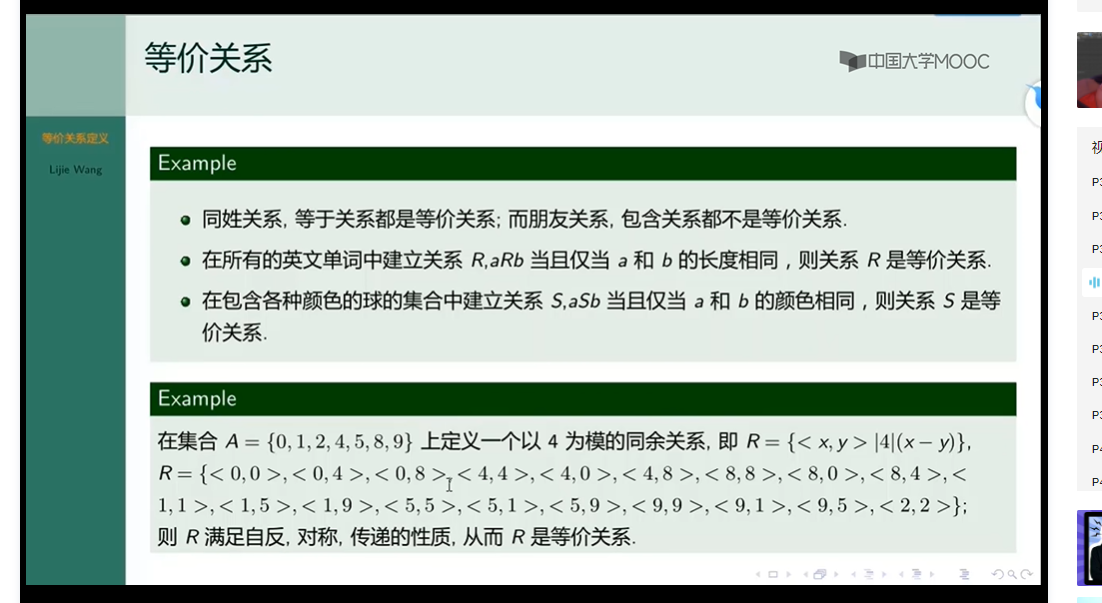 等价关系
中国大学MOOC
等价关系定义
Lijie Wang
Example
同姓关系, 等于关系都是等价关系; 而朋友关系, 包含关系都不是等价关系.
在所有的英文单词中建立关系 R,aRb 当且仅当 a 和 b 的长度相同，则关系 R 是等价关系.
在包含各种颜色的球的集合中建立关系 S,aSb 当且仅当 a 和 b 的颜色相同，则关系 S 是等
价关系.
Example
在集合 A = {0, 1, 2, 4, 5, 8, 9} 上定义一个以 4 为模的同余关系, 即 R = {< x, y > |4|(x − y)},
R = {< 0, 0 >, < 0, 4 >, < 0, 8 >, < 4, 4 >, < 4, 0 >, < 4, 8 >, < 8, 8 >, < 8, 0 >, < 8, 4 >, <
1, 1 >, < 1, 5 >, < 1, 9 >, < 5, 5 >, < 5, 1 >, < 5, 9 >, < 9, 9 >, < 9, 1 >, < 9, 5 >, < 2, 2 >};
则 R 满足自反, 对称, 传递的性质, 从而 R 是等价关系.